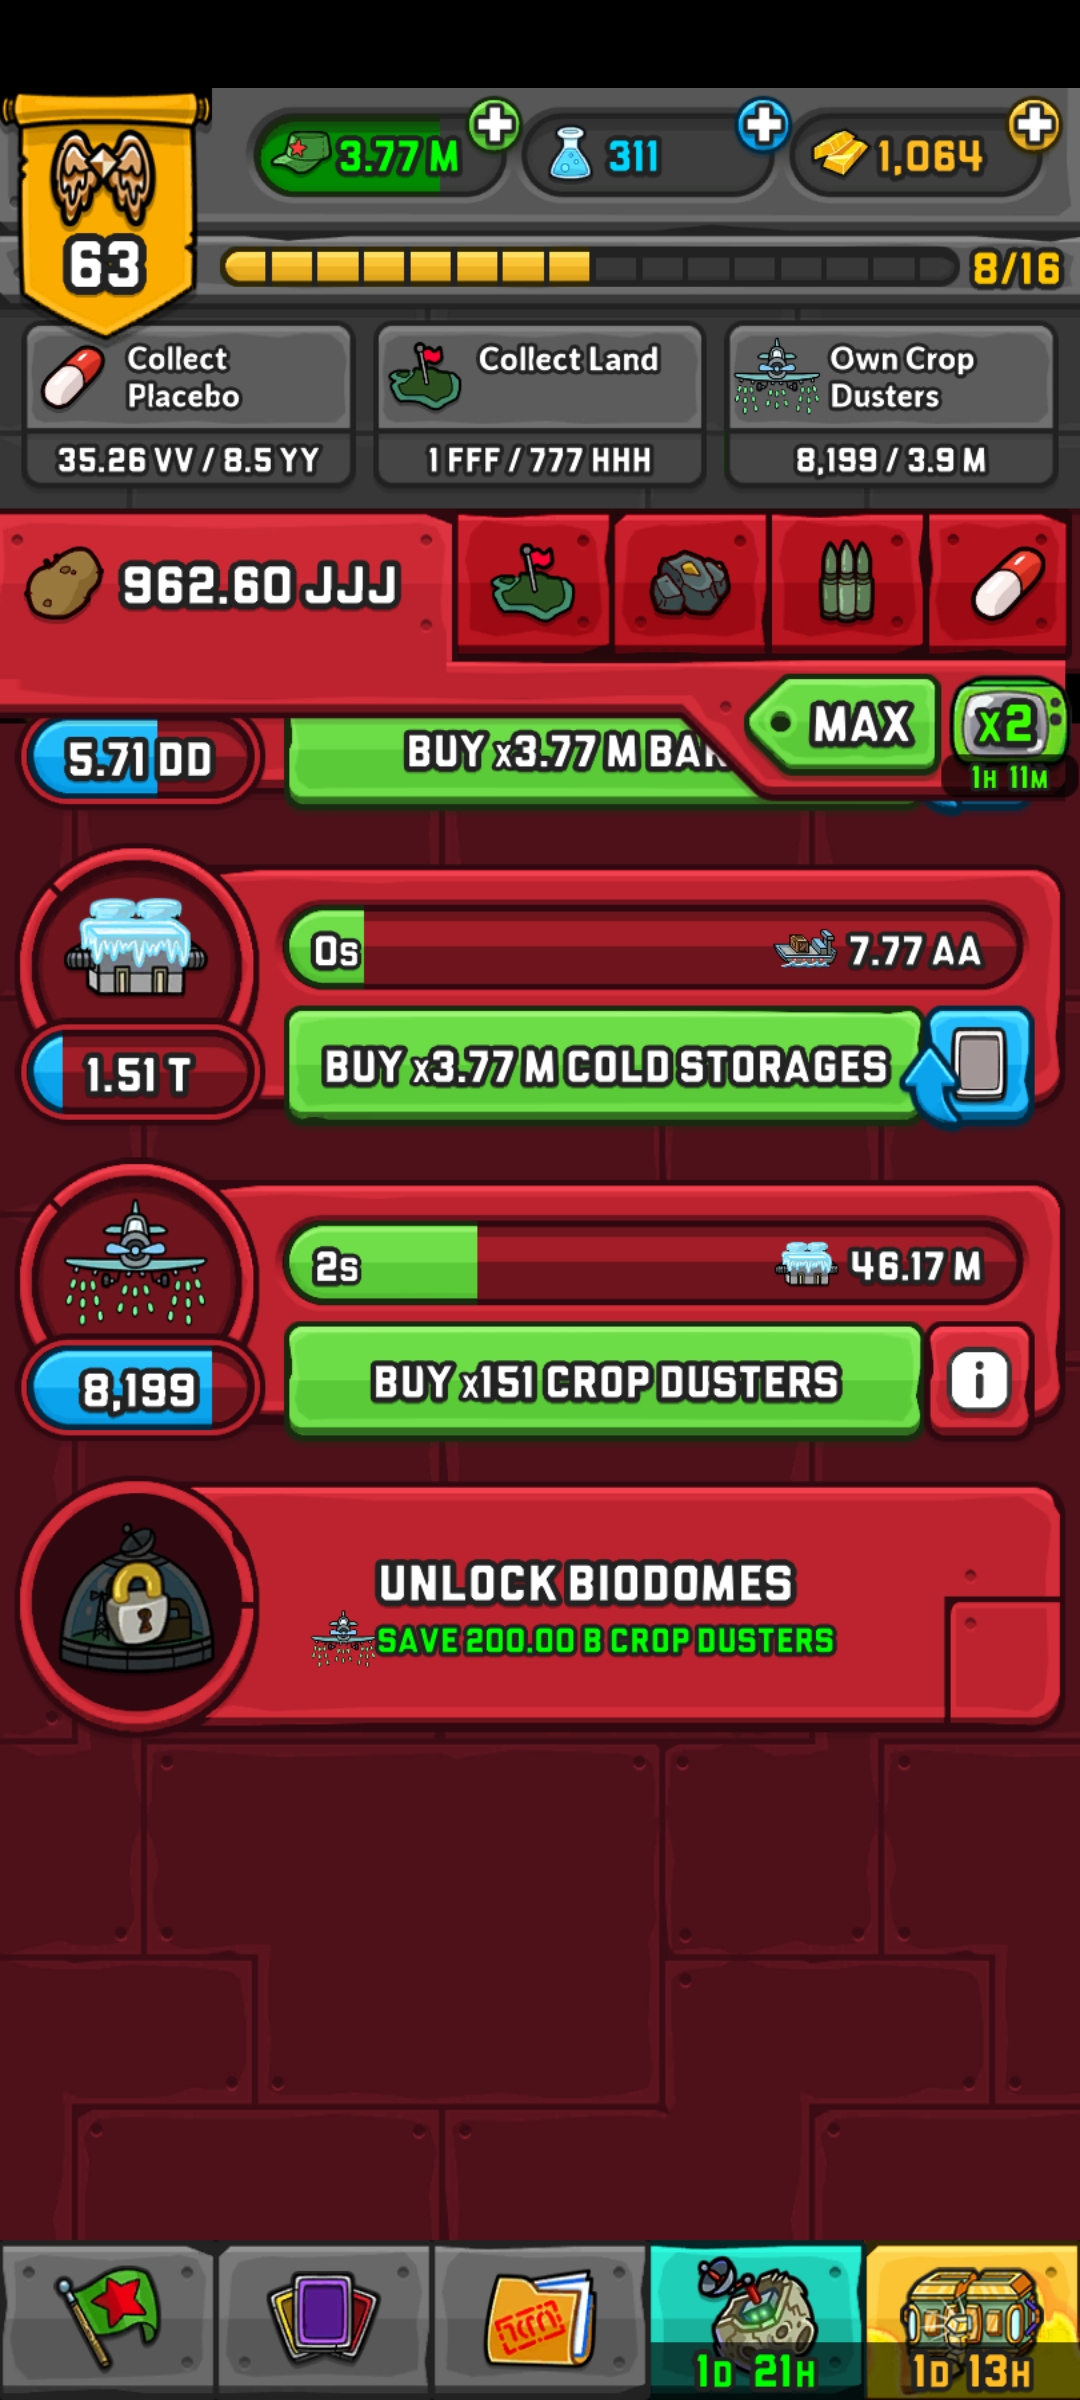 3.77 M
311
1,064
63
8/16
Collect
Placebo
35.26 VV / 8.5 YY
Collect Land
1 FFF / 777 HHH
Own Crop
Dusters
8,199 / 3.9 M
962.60 JJJ
MAX
x2
1H 11M
5.71 DD
BUY x3.77 M
0s
7.77 AA
1.51 T
BUY x3.77 M COLD STORAGES
2s
46.17 M
8,199
BUY x151 CROP DUSTERS
i
UNLOCK BIODOMES
SAVE 200.00 B CROP DUSTERS
1D 21H
1D 13H